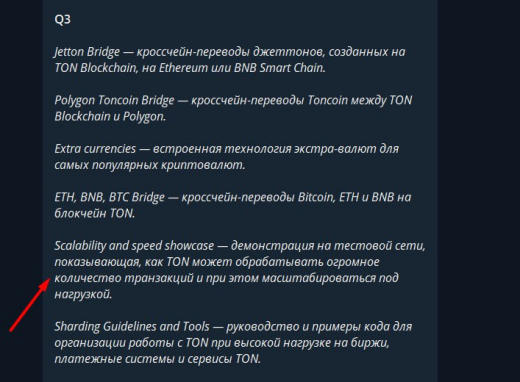 Q3
Jetton Bridge — кроссчейн-переводы джеттонов, созданных на
TON Blockchain, на Ethereum или BNB Smart Chain.
Polygon Toncoin Bridge — кроссчейн-переводы Toncoin между TON
Blockchain и Polygon.
Extra currencies — встроенная технология экстра-валют для
самых популярных криптовалют.
ETH, BNB, BTC Bridge — кроссчейн-переводы Bitcoin, ETH и BNB на
блокчейн TON.
Scalability and speed showcase — демонстрация на тестовой сети,
показывающая, как TON может обрабатывать огромное
количество транзакций и при этом масштабироваться под
нагрузкой.
Sharding Guidelines and Tools — руководство и примеры кода для
организации работы с TON при высокой нагрузке на биржи,
платежные системы и сервисы TON.